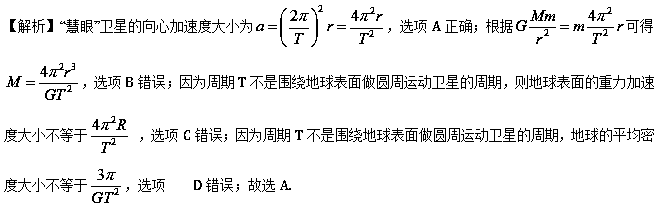 【解析】“慧眼”卫星的向心加速度大小为 $a=\left(\frac{2\pi}{T}\right)^2 r=\frac{4\pi^2 r}{T^2}$，选项 A 正确；根据 $G\frac{Mm}{r^2}=m\frac{4\pi^2}{T^2}r$ 可得
$M=\frac{4\pi^2 r^3}{GT^2}$，选项 B 错误；因为周期 T 不是围绕地球表面做圆周运动卫星的周期，则地球表面的重力加速
度大小不等于 $\frac{4\pi^2 R}{T^2}$ ，选项 C 错误；因为周期 T 不是围绕地球表面做圆周运动卫星的周期，地球的平均密
度大小不等于 $\frac{3\pi}{GT^2}$，选项 D 错误；故选 A.